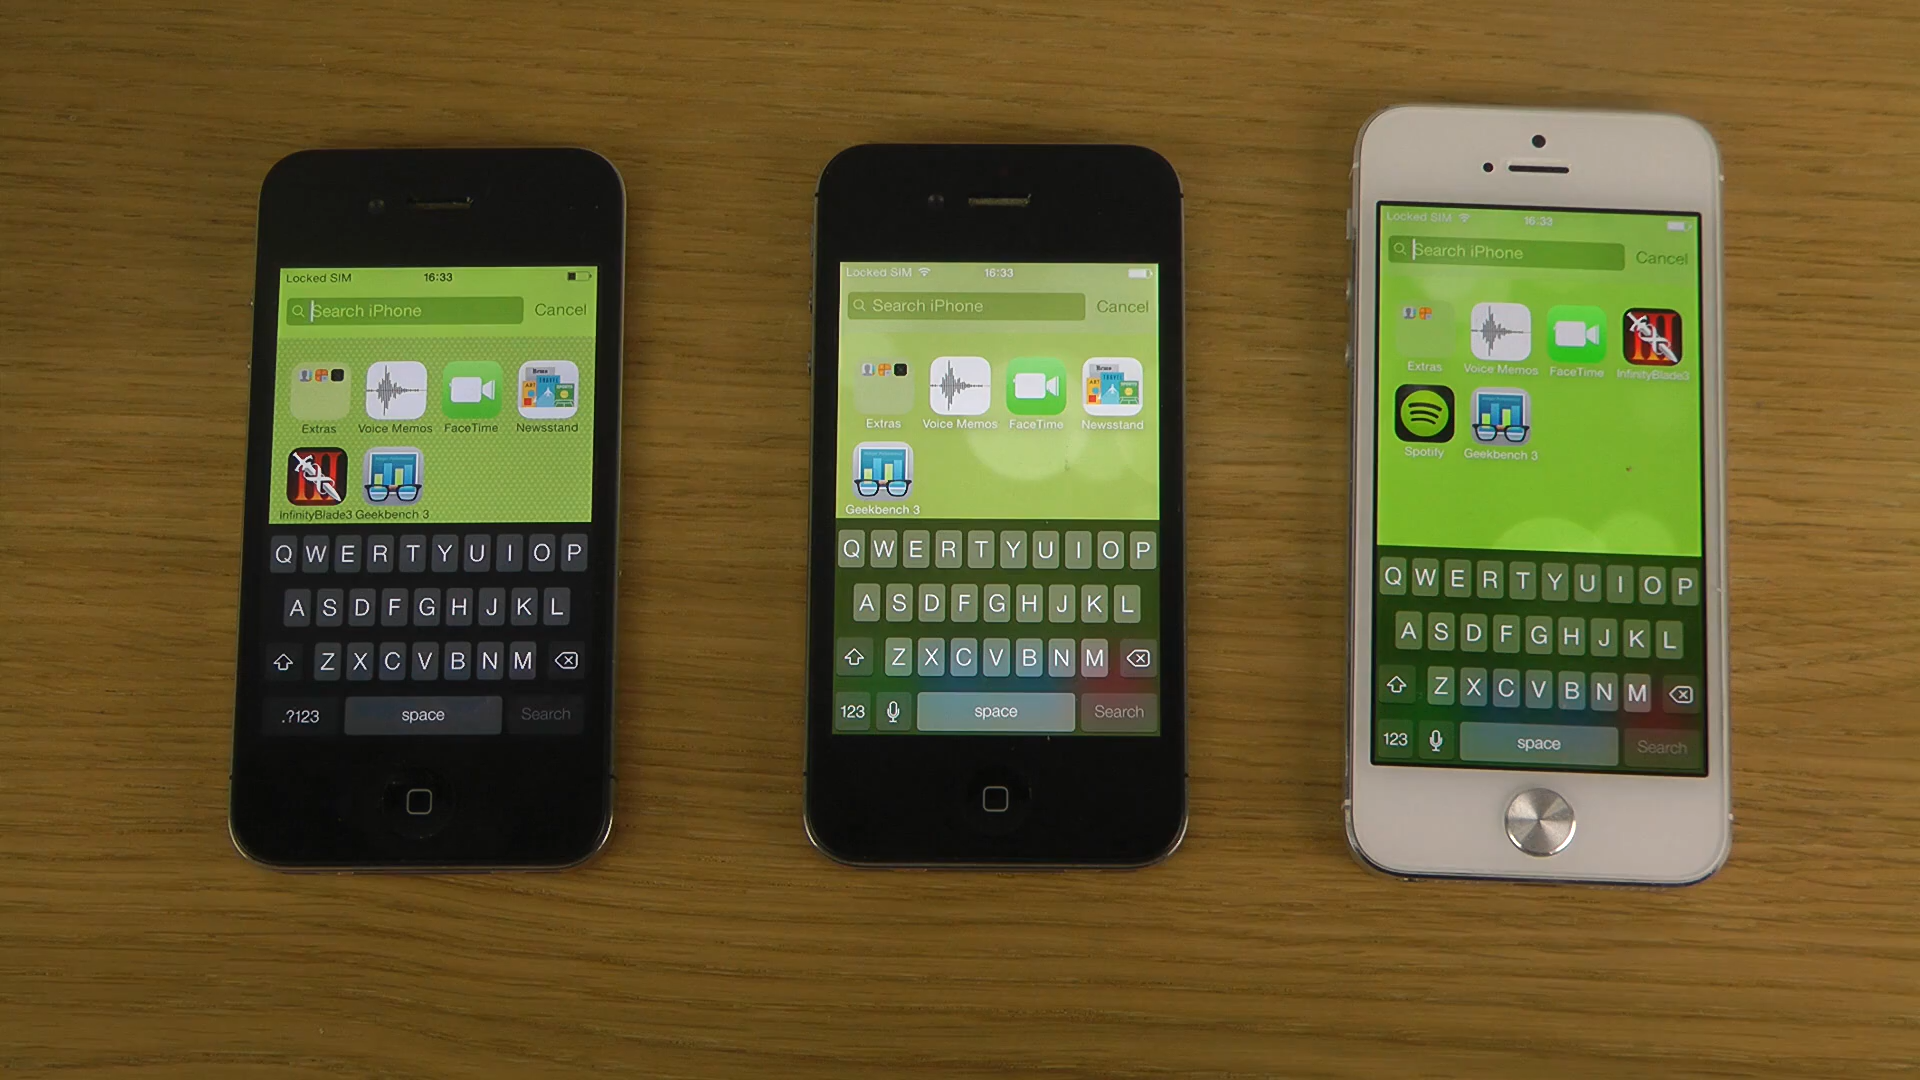 Locked SIM 16:33
Search iPhone Cancel
Extras Voice Memos FaceTime Newsstand
InfinityBlade3 Geekbench 3
Q W E R T Y U I O P
A S D F G H J K L
Z X C V B N M
.?123 space Search
Locked SIM 16:33
Search iPhone Cancel
Extras Voice Memos FaceTime Newsstand
Geekbench 3
Q W E R T Y U I O P
A S D F G H J K L
Z X C V B N M
123 space Search
Locked SIM 16:33
Search iPhone Cancel
Extras Voice Memos FaceTime InfinityBlade3
Spotify Geekbench 3
Q W E R T Y U I O P
A S D F G H J K L
Z X C V B N M
123 space Search